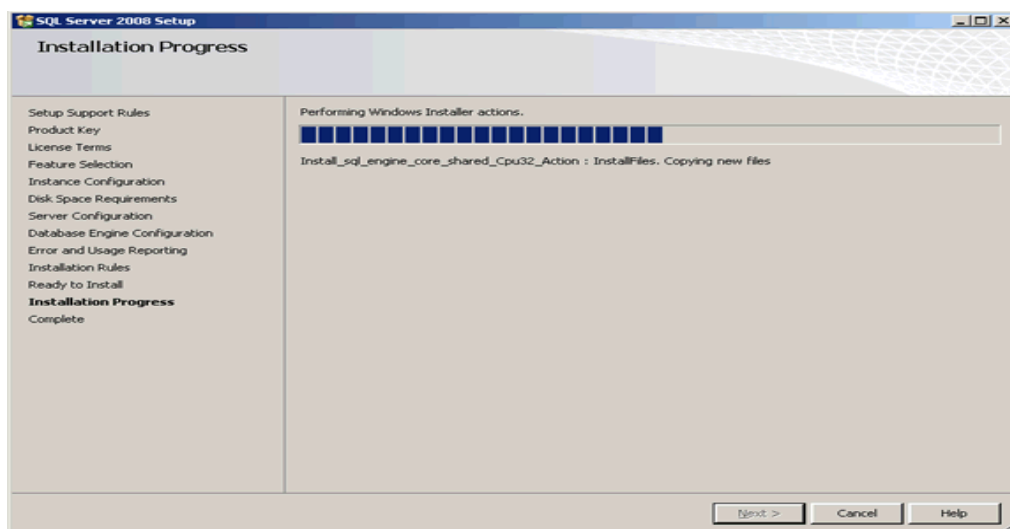 SQL Server 2008 Setup
Installation Progress
Setup Support Rules
Product Key
License Terms
Feature Selection
Instance Configuration
Disk Space Requirements
Server Configuration
Database Engine Configuration
Error and Usage Reporting
Installation Rules
Ready to Install
Installation Progress
Complete
Performing Windows Installer actions.
Install_sql_engine_core_shared_Cpu32_Action : InstallFiles. Copying new files
Next >
Cancel
Help